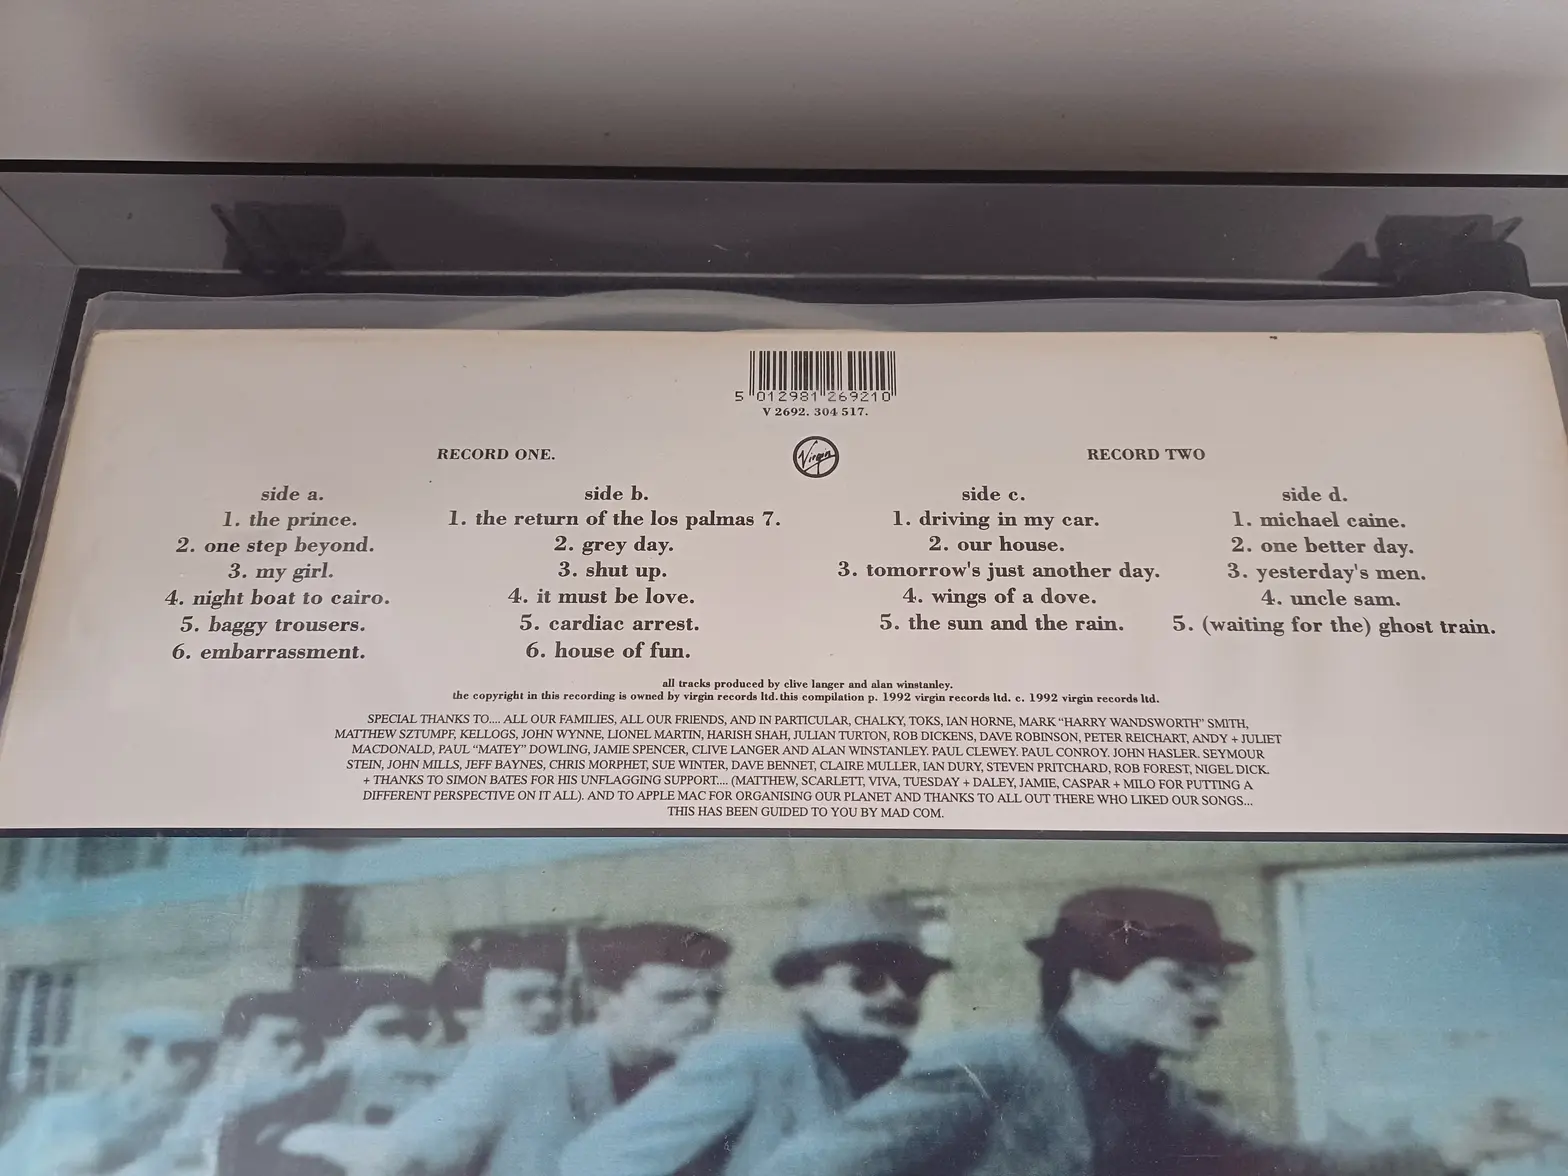 5 012981 269210
V 2692. 304 517.
Virgin
RECORD ONE.
side a.
1. the prince.
2. one step beyond.
3. my girl.
4. night boat to cairo.
5. baggy trousers.
6. embarrassment.
side b.
1. the return of the los palmas 7.
2. grey day.
3. shut up.
4. it must be love.
5. cardiac arrest.
6. house of fun.
RECORD TWO
side c.
1. driving in my car.
2. our house.
3. tomorrow's just another day.
4. wings of a dove.
5. the sun and the rain.
side d.
1. michael caine.
2. one better day.
3. yesterday's men.
4. uncle sam.
5. (waiting for the) ghost train.
all tracks produced by clive langer and alan winstanley.
the copyright in this recording is owned by virgin records ltd.this compilation p. 1992 virgin records ltd. c. 1992 virgin records ltd.
SPECIAL THANKS TO.... ALL OUR FAMILIES, ALL OUR FRIENDS, AND IN PARTICULAR, CHALKY, TOKS, IAN HORNE, MARK "HARRY WANDSWORTH" SMITH,
MATTHEW SZTUMPF, KELLOGS, JOHN WYNNE, LIONEL MARTIN, HARISH SHAH, JULIAN TURTON, ROB DICKENS, DAVE ROBINSON, PETER REICHART, ANDY + JULIET
MACDONALD, PAUL "MATEY" DOWLING, JAMIE SPENCER, CLIVE LANGER AND ALAN WINSTANLEY. PAUL CLEWEY. PAUL CONROY. JOHN HASLER. SEYMOUR
STEIN, JOHN MILLS, JEFF BAYNES, CHRIS MORPHET, SUE WINTER, DAVE BENNET, CLAIRE MULLER, IAN DURY, STEVEN PRITCHARD, ROB FOREST, NIGEL DICK.
+ THANKS TO SIMON BATES FOR HIS UNFLAGGING SUPPORT.... (MATTHEW, SCARLETT, VIVA, TUESDAY + DALEY, JAMIE, CASPAR + MILO FOR PUTTING A
DIFFERENT PERSPECTIVE ON IT ALL). AND TO APPLE MAC FOR ORGANISING OUR PLANET AND THANKS TO ALL OUT THERE WHO LIKED OUR SONGS...
THIS HAS BEEN GUIDED TO YOU BY MAD COM.